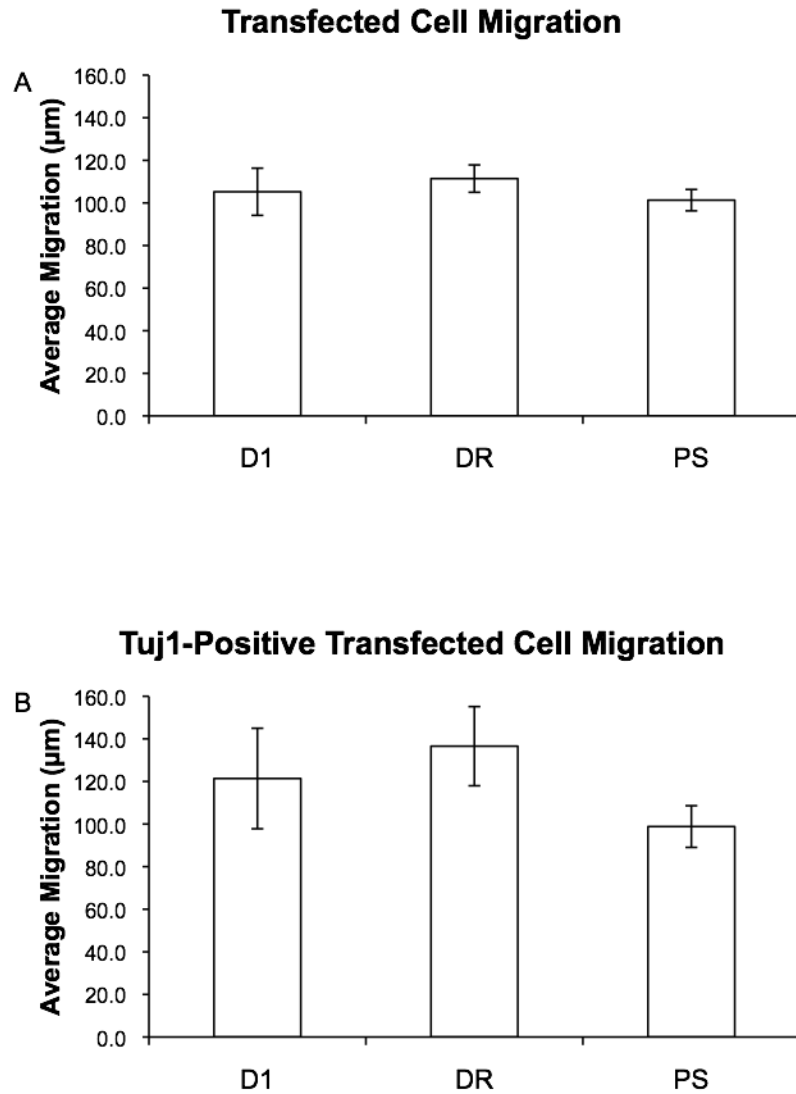 Transfected Cell Migration
A
Average Migration (µm)
160.0
140.0
120.0
100.0
80.0
60.0
40.0
20.0
0.0
D1 DR PS
Tuj1-Positive Transfected Cell Migration
B
Average Migration (µm)
160.0
140.0
120.0
100.0
80.0
60.0
40.0
20.0
0.0
D1 DR PS